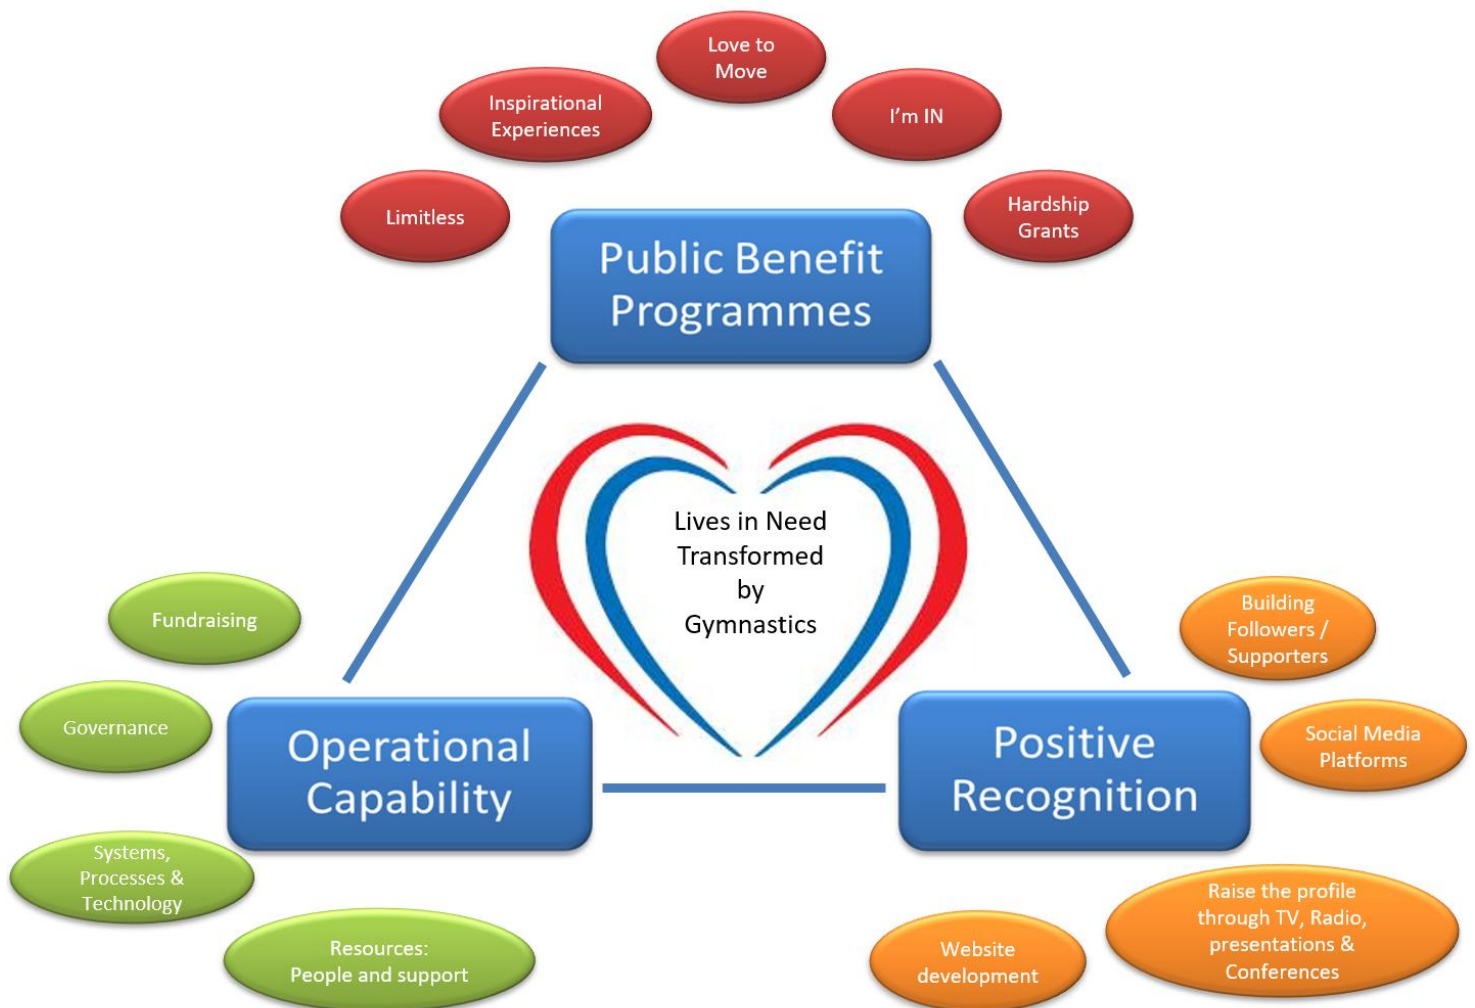 Love to
Move
Inspirational
Experiences
I'm IN
Limitless
Hardship
Grants
Public Benefit
Programmes
Lives in Need
Transformed
by
Gymnastics
Fundraising
Governance
Operational
Capability
Systems,
Processes &
Technology
Resources:
People and support
Positive
Recognition
Building
Followers /
Supporters
Social Media
Platforms
Raise the profile
through TV, Radio,
presentations &
Conferences
Website
development